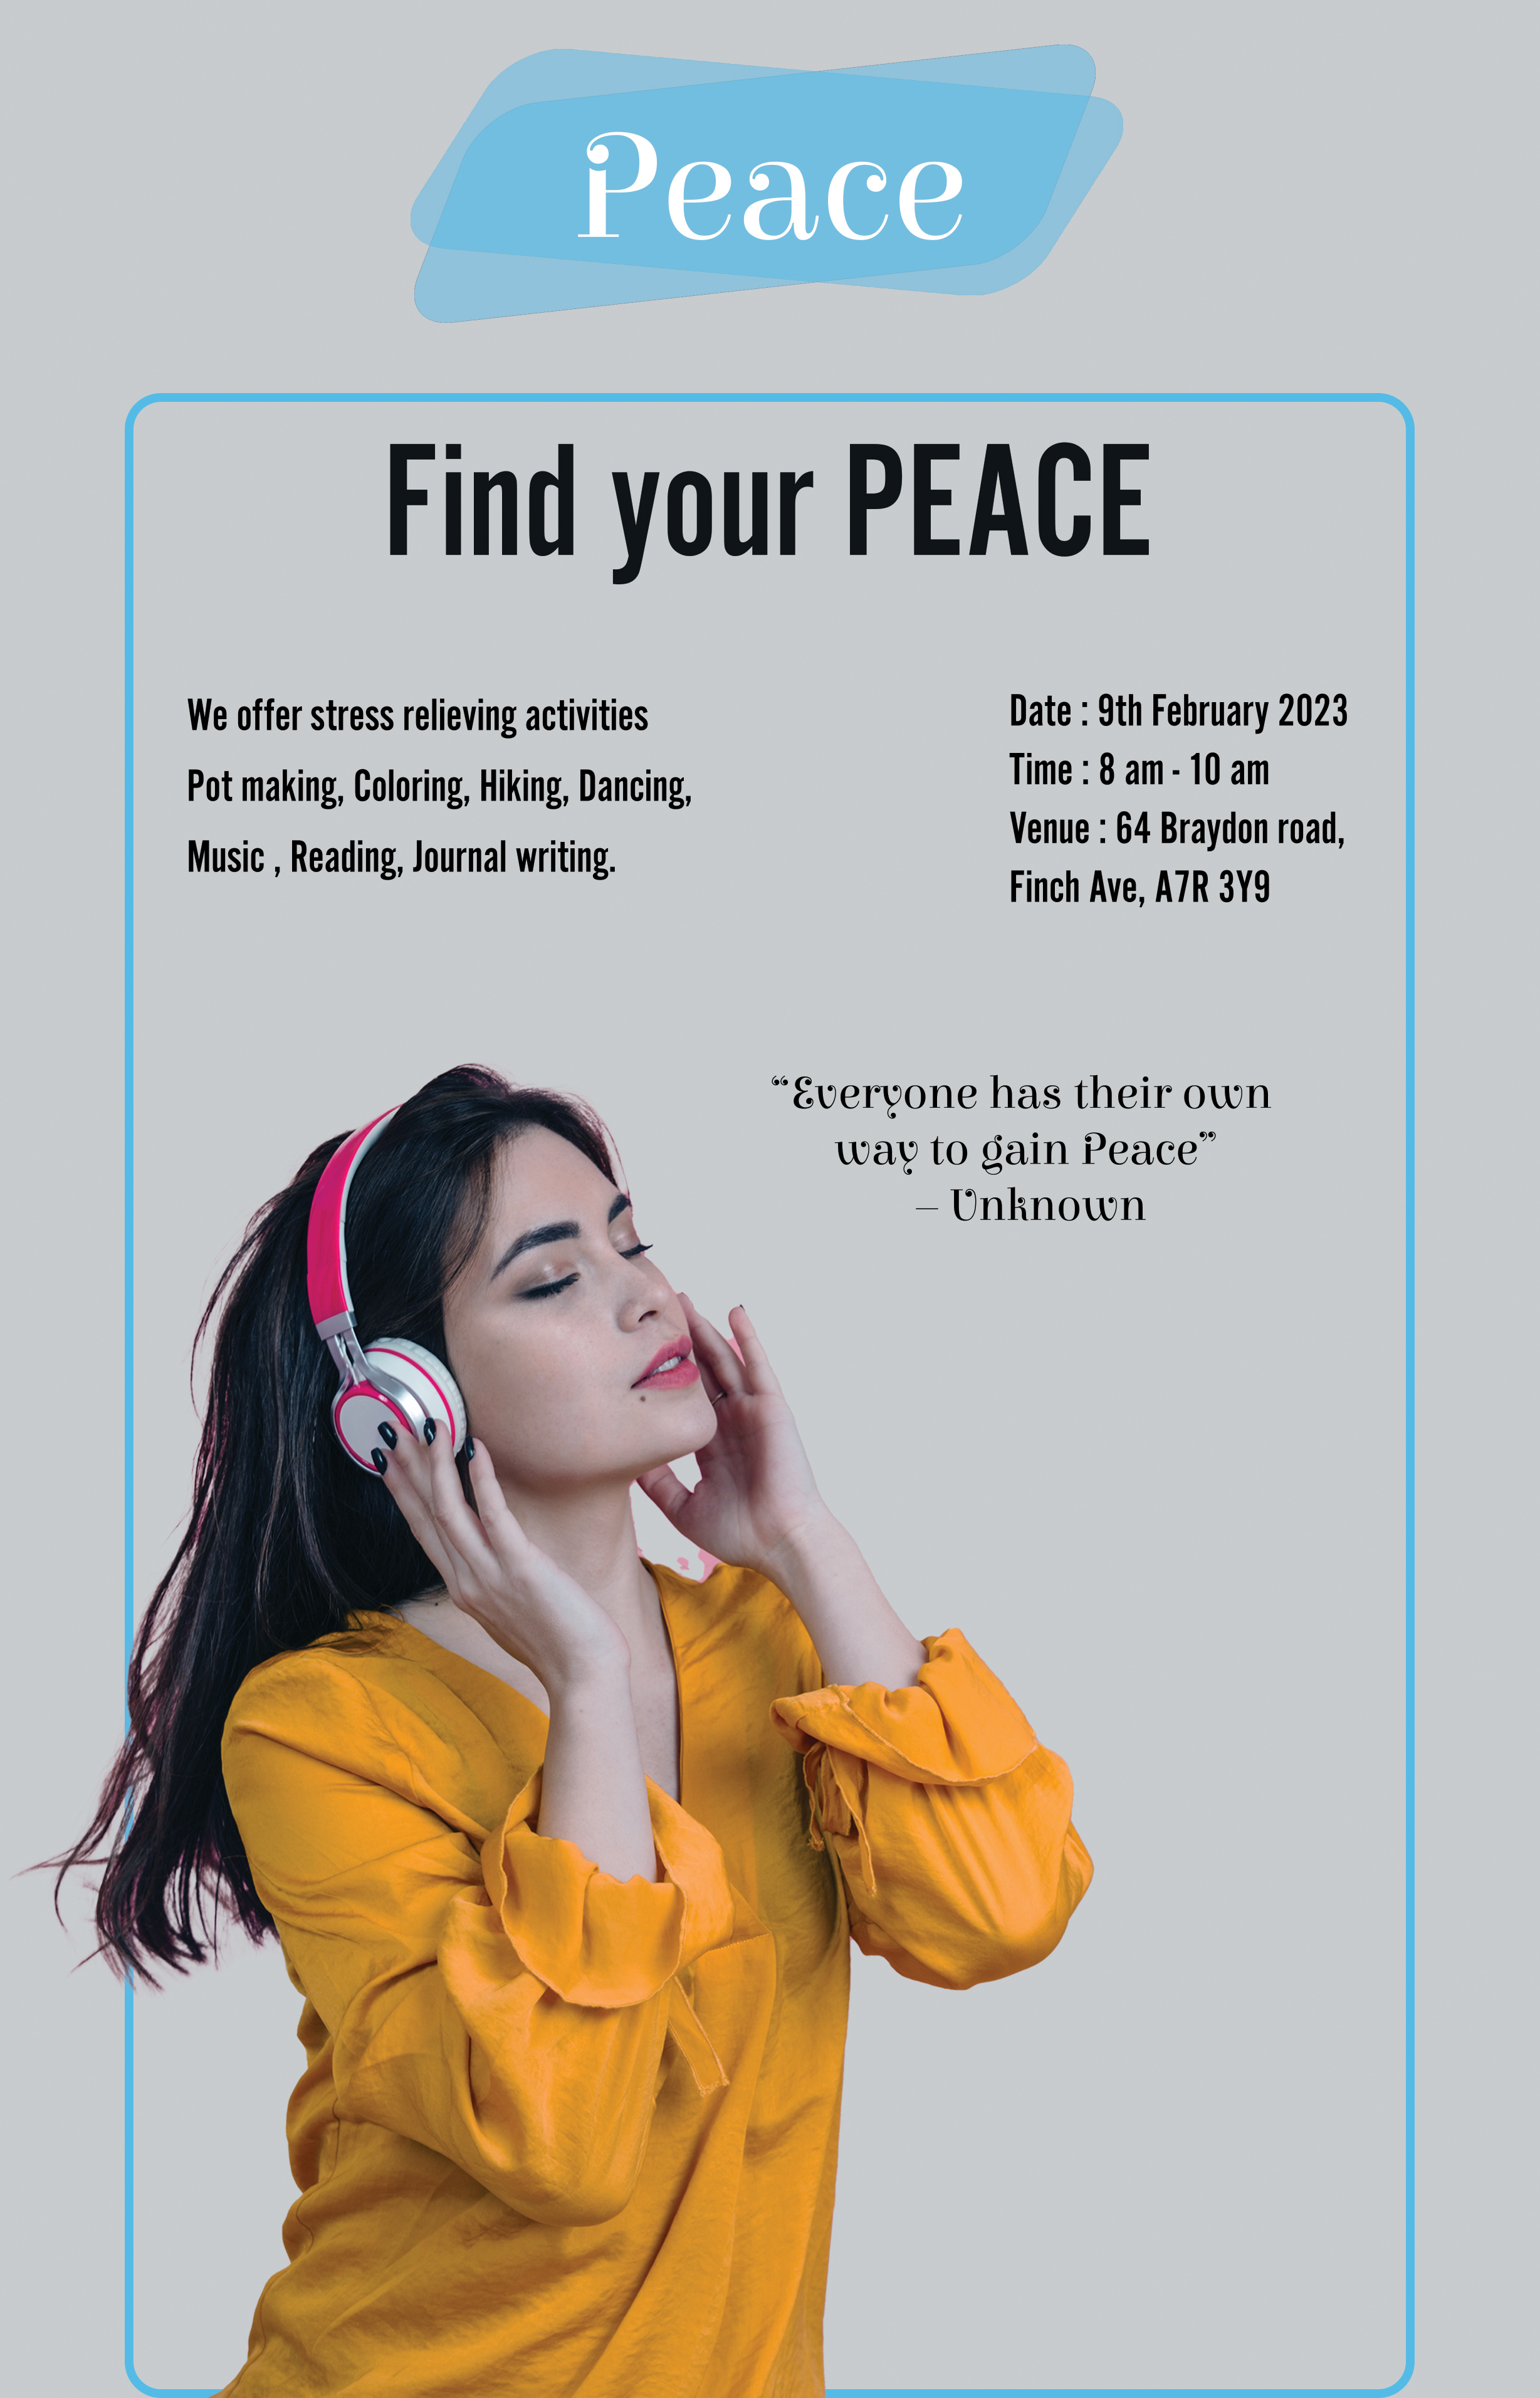 Peace
Find your PEACE
We offer stress relieving activities
Pot making, Coloring, Hiking, Dancing,
Music , Reading, Journal writing.
Date : 9th February 2023
Time : 8 am - 10 am
Venue : 64 Braydon road,
Finch Ave, A7R 3Y9
“Everyone has their own
way to gain Peace”
– Unknown